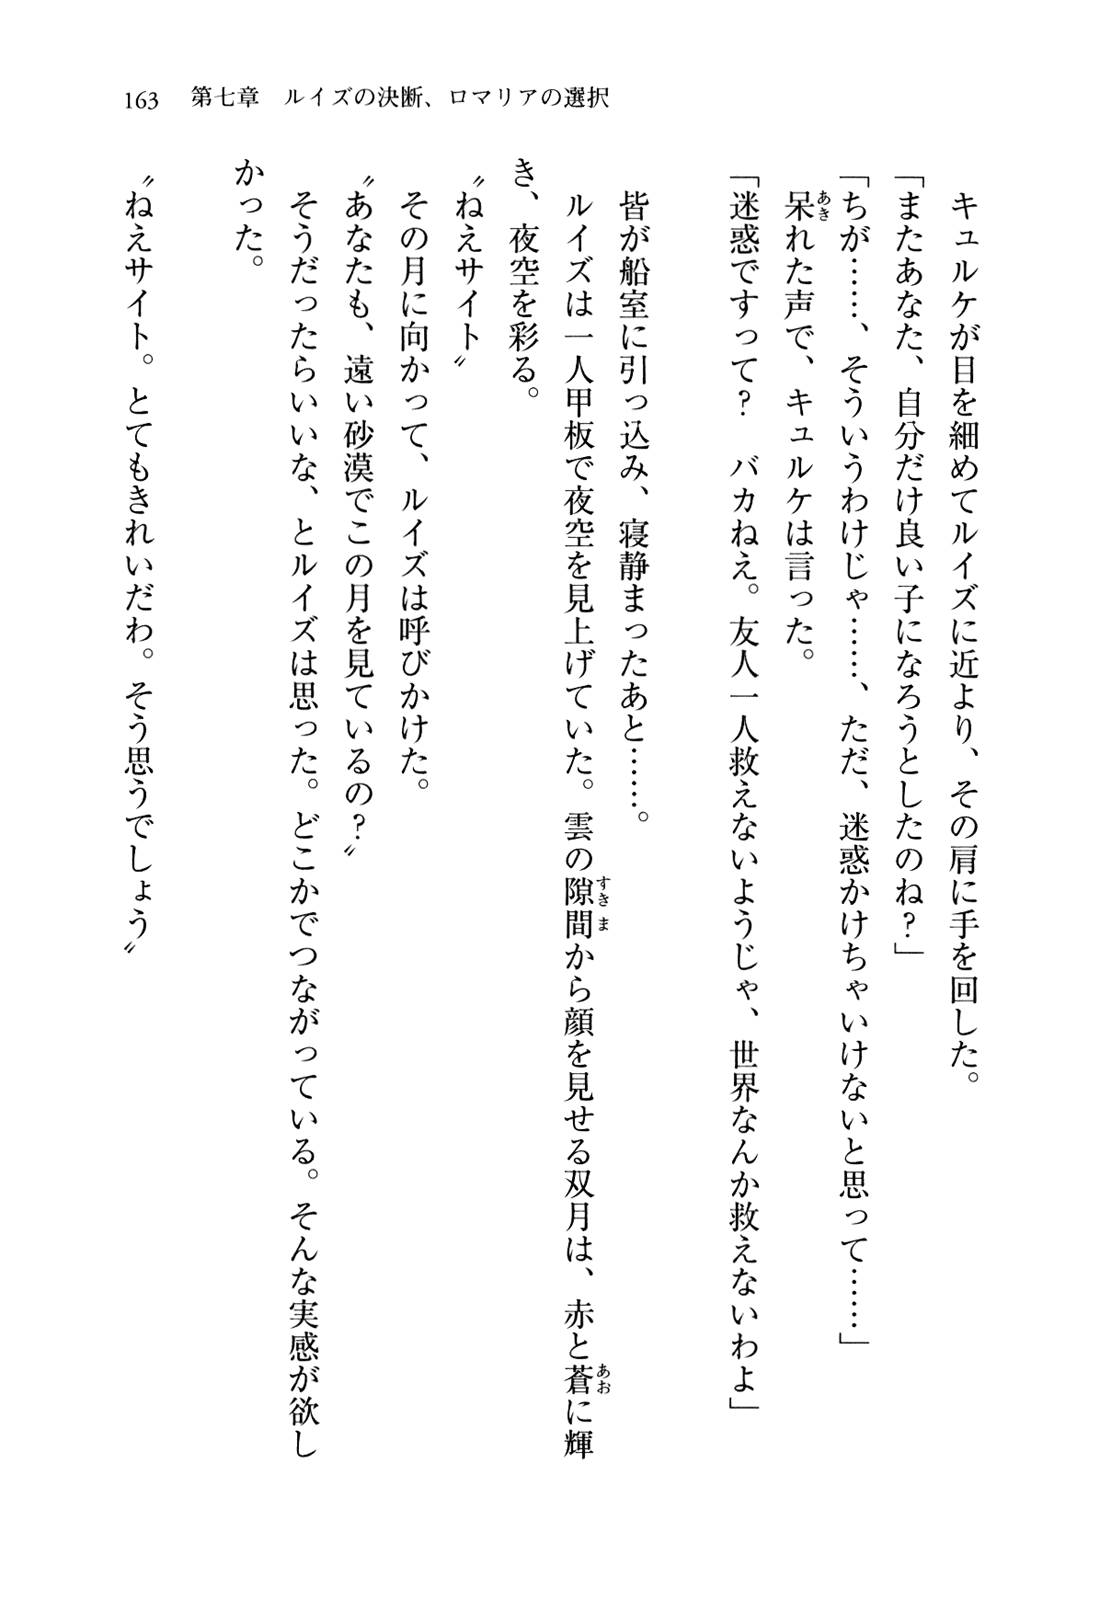 163 第七章 ルイズの決断、ロマリアの選択
キュルケが目を細めてルイズに近より、その肩に手を回した。
「またあなた、自分だけ良い子になろうとしたのね?」
「ちが……、そういうわけじゃ……、ただ、迷惑かけちゃいけないと思って……」
呆れた声で、キュルケは言った。
「迷惑ですって? バカねえ。友人一人救えないようじゃ、世界なんか救えないわよ」
皆が船室に引っ込み、寝静まったあと……。
ルイズは一人甲板で夜空を見上げていた。雲の隙間から顔を見せる双月は、赤と蒼に輝
き、夜空を彩る。
〝ねえサイト〟
その月に向かって、ルイズは呼びかけた。
〝あなたも、遠い砂漠でこの月を見ているの?〟
そうだったらいいな、とルイズは思った。どこかでつながっている。そんな実感が欲し
かった。
〝ねえサイト。とてもきれいだわ。そう思うでしょう〟